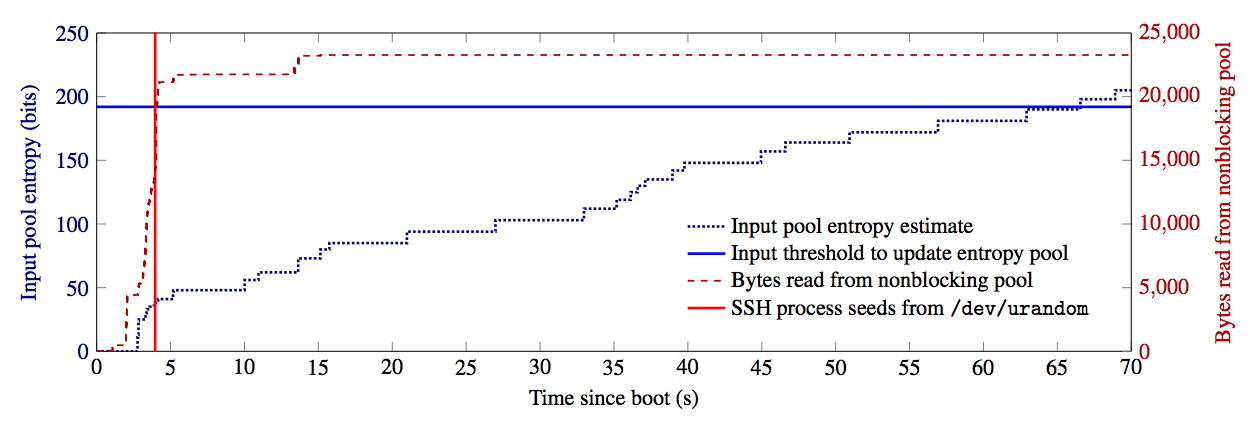 250
200
150
100
50
0
Input pool entropy (bits)
25,000
20,000
15,000
10,000
5,000
0
Bytes read from nonblocking pool
Input pool entropy estimate
Input threshold to update entropy pool
Bytes read from nonblocking pool
SSH process seeds from /dev/urandom
0 5 10 15 20 25 30 35 40 45 50 55 60 65 70
Time since boot (s)